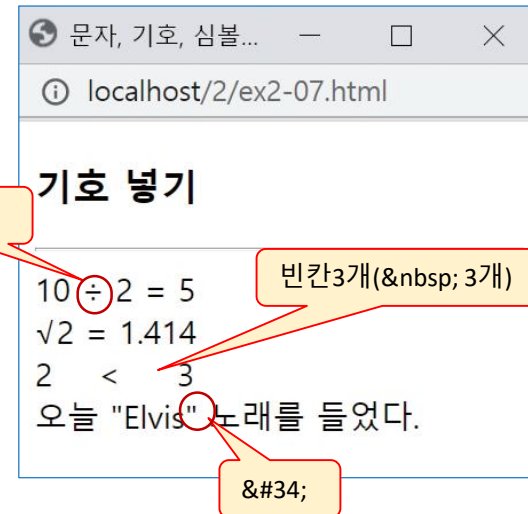 문자, 기호, 심볼...
localhost/2/ex2-07.html
기호 넣기
10 ÷ 2 = 5
빈칸3개(&nbsp; 3개)
√2 = 1.414
2 < 3
오늘 "Elvis" 노래를 들었다.
&#34;